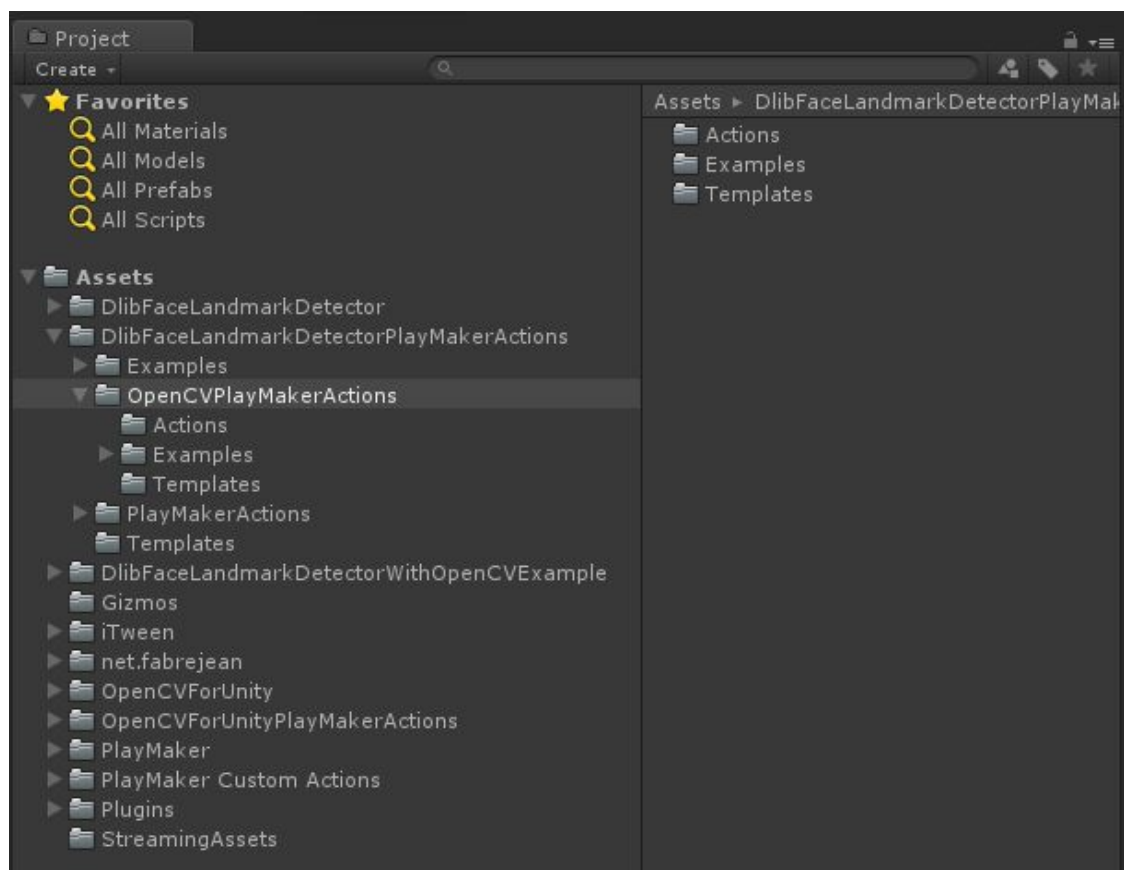 Project
Create
Favorites
All Materials
All Models
All Prefabs
All Scripts
Assets
DlibFaceLandmarkDetector
DlibFaceLandmarkDetectorPlayMakerActions
Examples
OpenCVPlayMakerActions
Actions
Examples
Templates
PlayMakerActions
Templates
DlibFaceLandmarkDetectorWithOpenCVExample
Gizmos
iTween
net.fabrejean
OpenCVForUnity
OpenCVForUnityPlayMakerActions
PlayMaker
PlayMaker Custom Actions
Plugins
StreamingAssets
Assets ▸ DlibFaceLandmarkDetectorPlayMak
Actions
Examples
Templates